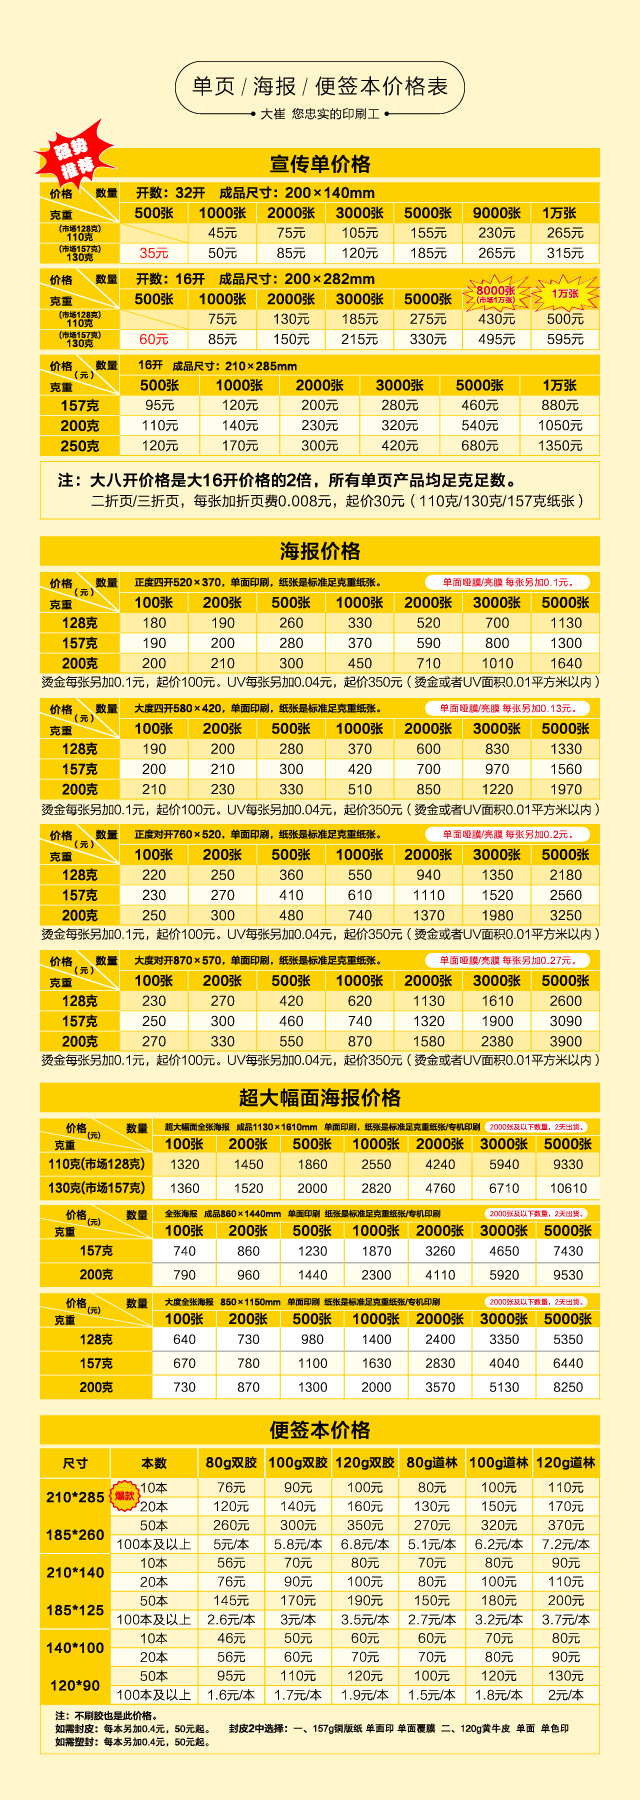 单页 / 海报 / 便签本价格表
大崔 您忠实的印刷工
强势
推荐
宣传单价格
价格 数量 克重 开数：32开 成品尺寸：200×140mm
500张 1000张 2000张 3000张 5000张 9000张 1万张
(市场128克) 110克 45元 75元 105元 155元 230元 265元
(市场157克) 130克 35元 50元 85元 120元 185元 265元 315元
价格 数量 克重 开数：16开 成品尺寸：200×282mm
500张 1000张 2000张 3000张 5000张 8000张 (市场1万张) 1万张
(市场128克) 110克 75元 130元 185元 275元 430元 500元
(市场157克) 130克 60元 85元 150元 215元 330元 495元 595元
价格 (元) 数量 克重 16开 成品尺寸：210×285mm
500张 1000张 2000张 3000张 5000张 1万张
157克 95元 120元 200元 280元 460元 880元
200克 110元 140元 230元 320元 540元 1050元
250克 120元 170元 300元 420元 680元 1350元
注：大八开价格是大16开价格的2倍，所有单页产品均足克足数。
二折页/三折页，每张加折页费0.008元，起价30元（110克/130克/157克纸张）
海报价格
价格 (元) 数量 克重 正度四开520×370，单面印刷，纸张是标准足克重纸张。 单面哑膜/亮膜 每张另加0.1元。
100张 200张 500张 1000张 2000张 3000张 5000张
128克 180 190 260 330 520 700 1130
157克 190 200 280 370 590 800 1300
200克 200 210 300 450 710 1010 1640
烫金每张另加0.1元，起价100元。UV每张另加0.04元，起价350元（烫金或者UV面积0.01平方米以内）
价格 (元) 数量 克重 大度四开580×420，单面印刷，纸张是标准足克重纸张。 单面哑膜/亮膜 每张另加0.13元。
100张 200张 500张 1000张 2000张 3000张 5000张
128克 190 200 280 370 600 830 1330
157克 200 210 300 420 700 970 1560
200克 210 230 330 510 850 1220 1970
烫金每张另加0.1元，起价100元。UV每张另加0.04元，起价350元（烫金或者UV面积0.01平方米以内）
价格 (元) 数量 克重 正度对开760×520，单面印刷，纸张是标准足克重纸张。 单面哑膜/亮膜 每张另加0.2元。
100张 200张 500张 1000张 2000张 3000张 5000张
128克 220 250 360 550 940 1350 2180
157克 230 270 410 610 1110 1520 2560
200克 250 300 480 740 1370 1980 3250
烫金每张另加0.1元，起价100元。UV每张另加0.04元，起价350元（烫金或者UV面积0.01平方米以内）
价格 (元) 数量 克重 大度对开870×570，单面印刷，纸张是标准足克重纸张。 单面哑膜/亮膜 每张另加0.27元。
100张 200张 500张 1000张 2000张 3000张 5000张
128克 230 270 420 620 1130 1610 2600
157克 250 300 460 740 1320 1900 3090
200克 270 330 550 870 1580 2380 3900
烫金每张另加0.1元，起价100元。UV每张另加0.04元，起价350元（烫金或者UV面积0.01平方米以内）
超大幅面海报价格
价格 (元) 数量 克重 超大幅面全张海报 成品1130×1610mm 单面印刷，纸张是标准足克重纸张/专机印刷 2000张及以下数量，2天出货。
100张 200张 500张 1000张 2000张 3000张 5000张
110克(市场128克) 1320 1450 1860 2550 4240 5940 9330
130克(市场157克) 1360 1520 2000 2820 4760 6710 10610
价格 (元) 数量 克重 全张海报 成品860×1440mm 单面印刷 纸张是标准足克重纸张/专机印刷 2000张及以下数量，2天出货。
100张 200张 500张 1000张 2000张 3000张 5000张
157克 740 860 1230 1870 3260 4650 7430
200克 790 960 1440 2300 4110 5920 9530
价格 (元) 数量 克重 大度全张海报 850×1150mm 单面印刷 纸张是标准足克重纸张/专机印刷 2000张及以下数量，2天出货。
100张 200张 500张 1000张 2000张 3000张 5000张
128克 640 730 980 1400 2400 3350 5350
157克 670 780 1100 1630 2830 4040 6440
200克 730 870 1300 2000 3570 5130 8250
便签本价格
尺寸 本数 80g双胶 100g双胶 120g双胶 80g道林 100g道林 120g道林
210*285
185*260
爆款
10本 76元 90元 100元 80元 100元 110元
20本 120元 140元 160元 130元 150元 170元
50本 260元 300元 350元 270元 320元 370元
100本及以上 5元/本 5.8元/本 6.8元/本 5.1元/本 6.2元/本 7.2元/本
210*140
185*125
10本 56元 70元 80元 70元 80元 90元
20本 76元 90元 100元 80元 100元 110元
50本 145元 170元 190元 150元 180元 200元
100本及以上 2.6元/本 3元/本 3.5元/本 2.7元/本 3.2元/本 3.7元/本
140*100
120*90
10本 46元 50元 60元 60元 70元 80元
20本 56元 60元 70元 70元 80元 90元
50本 95元 110元 120元 100元 120元 130元
100本及以上 1.6元/本 1.7元/本 1.9元/本 1.5元/本 1.8元/本 2元/本
注：不刷胶也是此价格。
如需封皮：每本另加0.4元，50元起。 封皮2中选择：一、157g铜版纸 单面印 单面覆膜 二、120g黄牛皮 单面 单色印
如需塑封：每本另加0.4元，50元起。